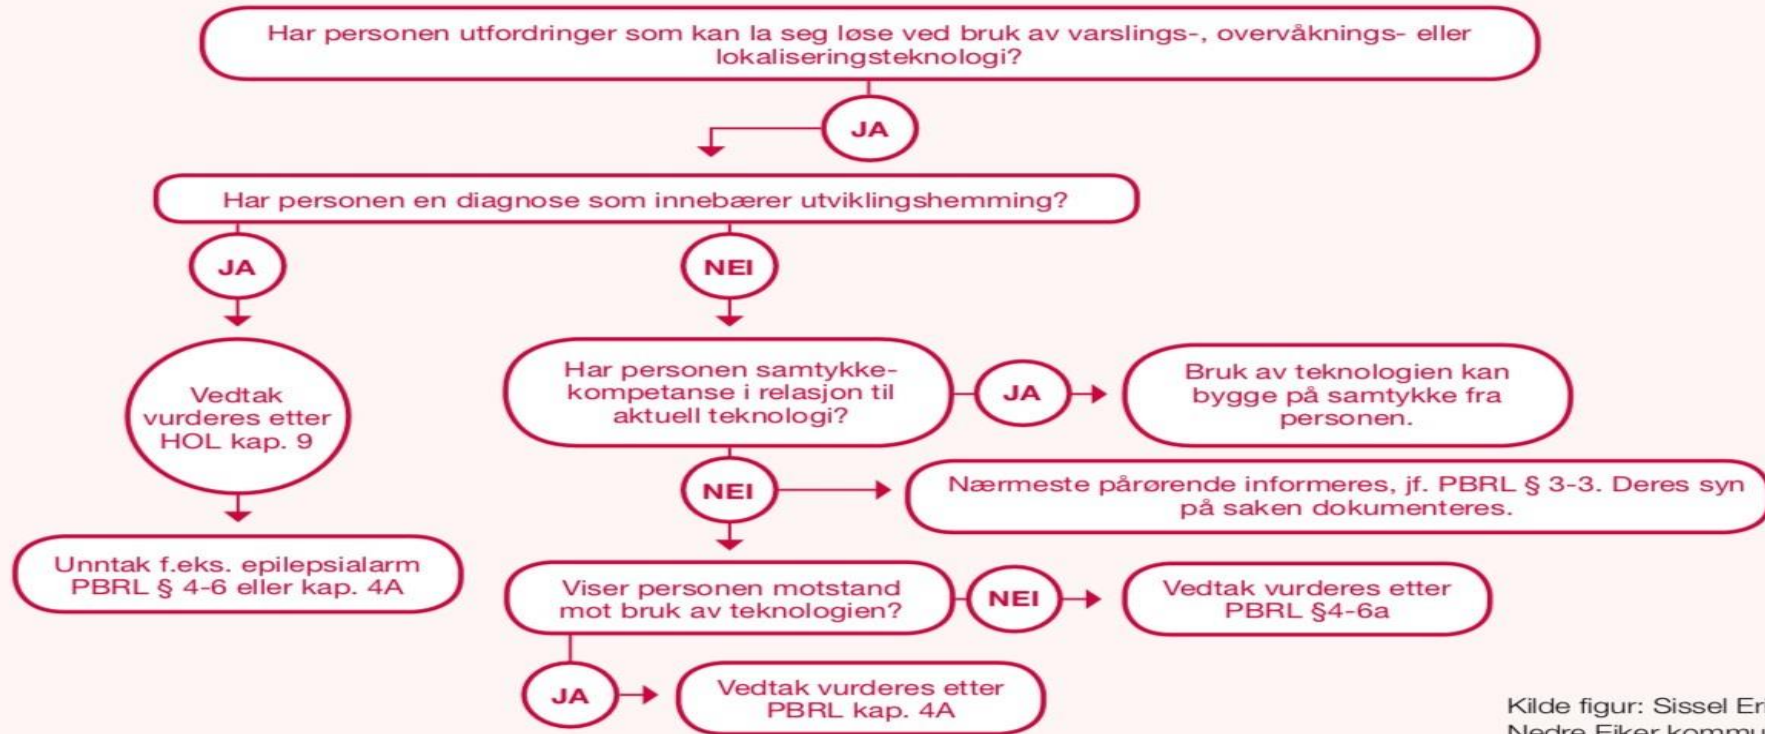 Har personen utfordringer som kan la seg løse ved bruk av varslings-, overvåknings- eller
lokaliseringsteknologi?
JA
Har personen en diagnose som innebærer utviklingshemming?
JA
NEI
Vedtak
vurderes etter
HOL kap. 9
Unntak f.eks. epilepsialarm
PBRL § 4-6 eller kap. 4A
Har personen samtykke-
kompetanse i relasjon til
aktuell teknologi?
JA
Bruk av teknologien kan
bygge på samtykke fra
personen.
NEI
Nærmeste pårørende informeres, jf. PBRL § 3-3. Deres syn
på saken dokumenteres.
Viser personen motstand
mot bruk av teknologien?
NEI
Vedtak vurderes etter
PBRL §4-6a
JA
Vedtak vurderes etter
PBRL kap. 4A
Kilde figur: Sissel
Nedre Eiker